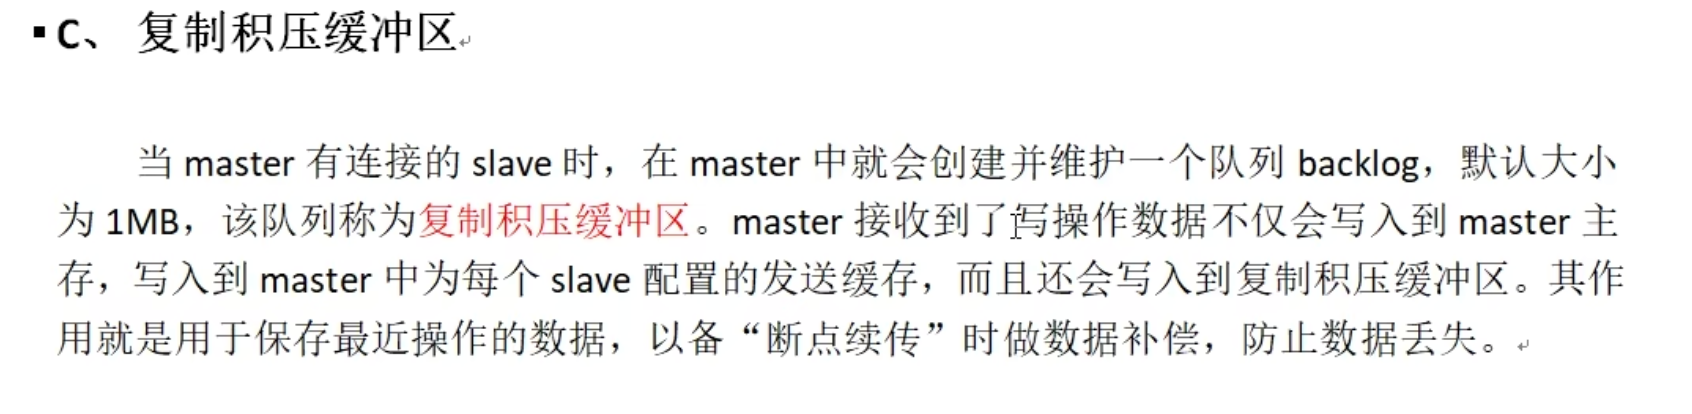 ▪ C、 复制积压缓冲区↵
当 master 有连接的 slave 时，在 master 中就会创建并维护一个队列 backlog，默认大小
为 1MB，该队列称为复制积压缓冲区。master 接收到了写操作数据不仅会写入到 master 主
存，写入到 master 中为每个 slave 配置的发送缓存，而且还会写入到复制积压缓冲区。其作
用就是用于保存最近操作的数据，以备“断点续传”时做数据补偿，防止数据丢失。↵